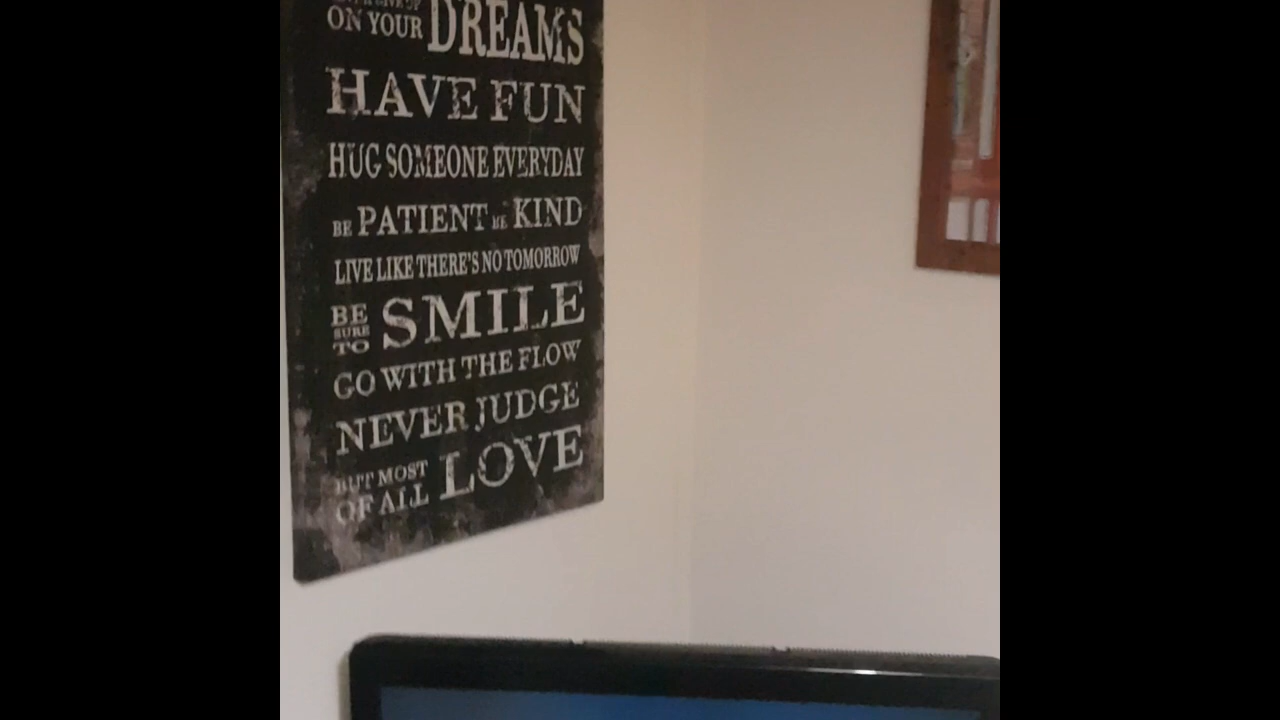 ON YOUR DREAMS
HAVE FUN
HUG SOMEONE EVERYDAY
BE PATIENT BE KIND
LIVE LIKE THERE'S NO TOMORROW
BE SURE TO SMILE
GO WITH THE FLOW
NEVER JUDGE
BUT MOST OF ALL LOVE